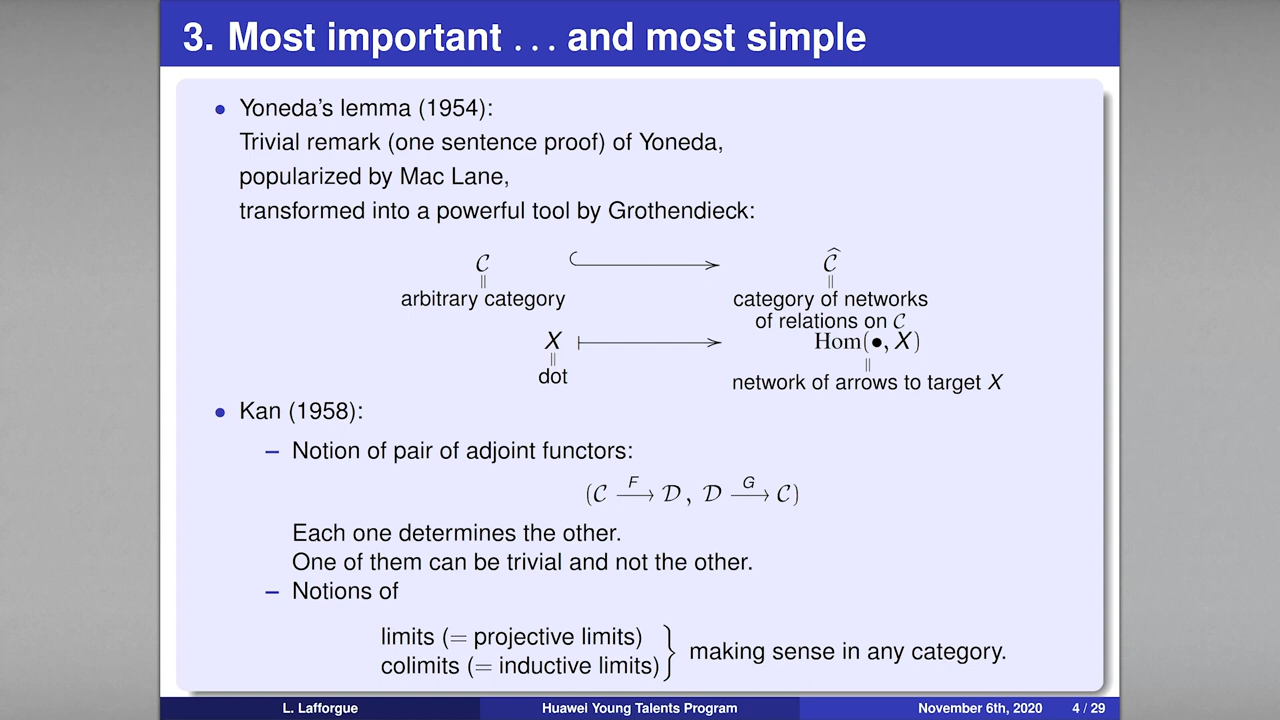 3. Most important . . . and most simple
• Yoneda's lemma (1954):
Trivial remark (one sentence proof) of Yoneda,
popularized by Mac Lane,
transformed into a powerful tool by Grothendieck:
𝒞 ↪ 𝒞̂
|| ||
arbitrary category category of networks
of relations on 𝒞
X ⟼ Hom(•, X)
|| ||
dot network of arrows to target X
• Kan (1958):
– Notion of pair of adjoint functors:
(𝒞 —F→ 𝒟 , 𝒟 —G→ 𝒞)
Each one determines the other.
One of them can be trivial and not the other.
– Notions of
limits (= projective limits)
colimits (= inductive limits) } making sense in any category.
L. Lafforgue Huawei Young Talents Program November 6th, 2020 4 / 29